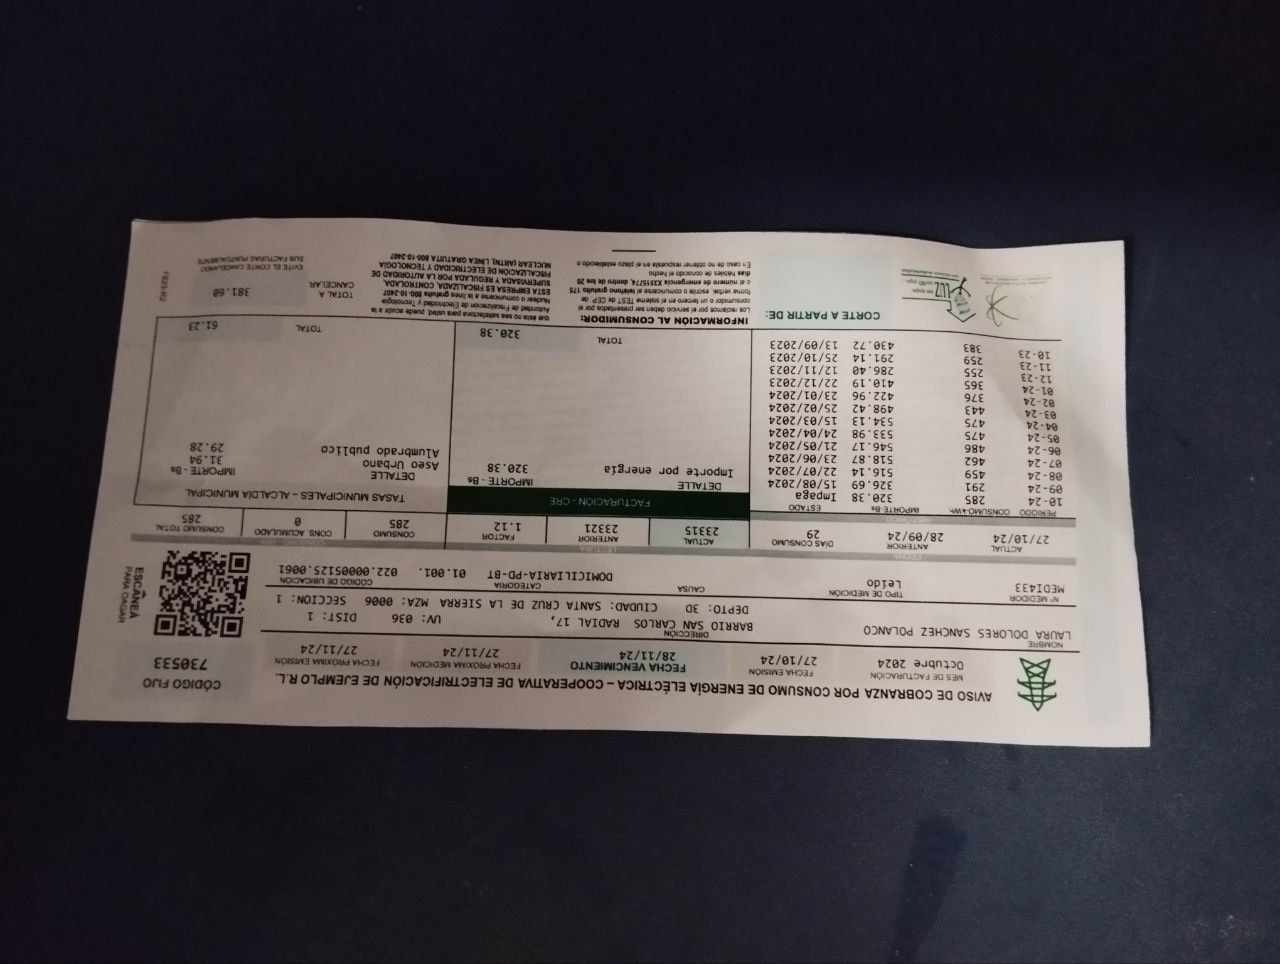 AVISO DE COBRANZA POR CONSUMO DE ENERGÍA ELÉCTRICA – COOPERATIVA DE ELECTRIFICACIÓN DE EJEMPLO R.L.
CÓDIGO FIJO
730533
MES DE FACTURACIÓN
Octubre 2024
FECHA EMISIÓN
27/10/24
FECHA VENCIMIENTO
28/11/24
FECHA PRÓXIMA MEDICIÓN
27/11/24
FECHA PRÓXIMA EMISIÓN
27/11/24
NOMBRE
LAURA DOLORES SANCHEZ POLANCO
DIRECCIÓN
BARRIO SAN CARLOS RADIAL 17, UV: 036 DIST: 1
DEPTO: 3D CIUDAD: SANTA CRUZ DE LA SIERRA MZA: 0006 SECCION: 1
ESCÁNEA
PARA PAGAR
N° MEDIDOR TIPO DE MEDICIÓN CAUSA CATEGORÍA CÓDIGO DE UBICACIÓN
MEDI433 Leído DOMICILIARIA-PD-BT 01.001. 022.00005125.0061
FECHA LECTURA CONSUMO - kWh
ACTUAL ANTERIOR DÍAS CONSUMO ACTUAL ANTERIOR FACTOR CONSUMO CONS. ACUMULADO CONSUMO TOTAL
27/10/24 28/09/24 29 23315 23321 1.12 285 0 285
PERÍODO CONSUMO-kWh IMPORTE-Bs ESTADO
10-24 285 320.38 Impaga
09-24 291 326.69 15/08/2024
08-24 459 514.16 22/07/2024
07-24 462 518.87 23/06/2024
06-24 486 546.17 21/05/2024
05-24 475 533.98 24/04/2024
04-24 475 534.13 15/03/2024
03-24 443 498.42 25/02/2024
02-24 376 422.96 23/01/2024
01-24 365 410.19 22/12/2023
12-23 255 286.40 12/11/2023
11-23 259 291.14 25/10/2023
10-23 383 430.72 13/09/2023
FACTURACIÓN - CRE
DETALLE IMPORTE - Bs
Importe por energía 320.38
TOTAL 320.38
TASAS MUNICIPALES – ALCALDÍA MUNICIPAL
DETALLE IMPORTE - Bs
Aseo Urbano 31.94
Alumbrado público 29.28
TOTAL 61.23
CORTE A PARTIR DE:
INFORMACIÓN AL CONSUMIDOR:
Los reclamos por el servicio deben ser presentados por el
consumidor o un tercero en el sistema TEST de CEP de
forma verbal, escrita o comunicarse al teléfono gratuito 175
o al número de emergencia 53315274, dentro de los 20
días hábiles de conocido el hecho
En caso de no obtener respuesta en el plazo establecido o
que ésta no sea satisfactoria para usted, puede acudir a la
Autoridad de Fiscalización de Electricidad y Tecnología
Nuclear o comunicarse a la línea gratuita 800-10-2407
ESTA EMPRESA ES FISCALIZADA, CONTROLADA,
SUPERVISADA Y REGULADA POR LA AUTORIDAD DE
FISCALIZACIÓN DE ELECTRICIDAD Y TECNOLOGÍA
NUCLEAR (AETN), LÍNEA GRATUITA 800-10-2407
TOTAL A
CANCELAR
381.60
EVITE EL CORTE CANCELANDO
SUS FACTURAS PUNTUALMENTE
LUZ